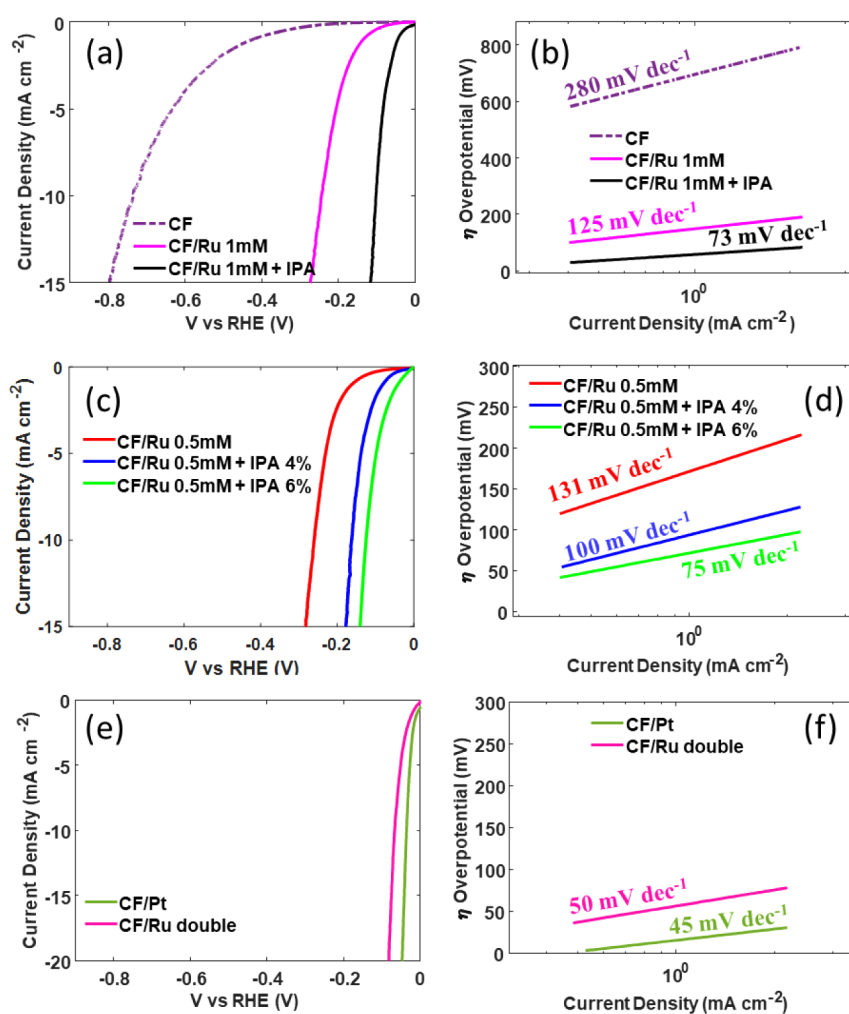 (a)
0
-5
-10
-15
Current Density (mA cm -2)
CF
CF/Ru 1mM
CF/Ru 1mM + IPA
-0.8 -0.6 -0.4 -0.2 0
V vs RHE (V)
(b)
800
600
400
200
0
η Overpotential (mV)
280 mV dec-1
CF
CF/Ru 1mM
CF/Ru 1mM + IPA
125 mV dec-1
73 mV dec-1
10^0
Current Density (mA cm-2)
(c)
0
-5
-10
-15
Current Density (mA cm-2)
CF/Ru 0.5mM
CF/Ru 0.5mM + IPA 4%
CF/Ru 0.5mM + IPA 6%
-0.8 -0.6 -0.4 -0.2 0
V vs RHE (V)
(d)
300
250
200
150
100
50
0
η Overpotential (mV)
CF/Ru 0.5mM
CF/Ru 0.5mM + IPA 4%
CF/Ru 0.5mM + IPA 6%
131 mV dec-1
100 mV dec-1
75 mV dec-1
10^0
Current Density (mA cm-2)
(e)
0
-5
-10
-15
-20
Current Density (mA cm-2)
CF/Pt
CF/Ru double
-0.8 -0.6 -0.4 -0.2 0
V vs RHE (V)
(f)
300
250
200
150
100
50
0
η Overpotential (mV)
CF/Pt
CF/Ru double
50 mV dec-1
45 mV dec-1
10^0
Current Density (mA cm-2)